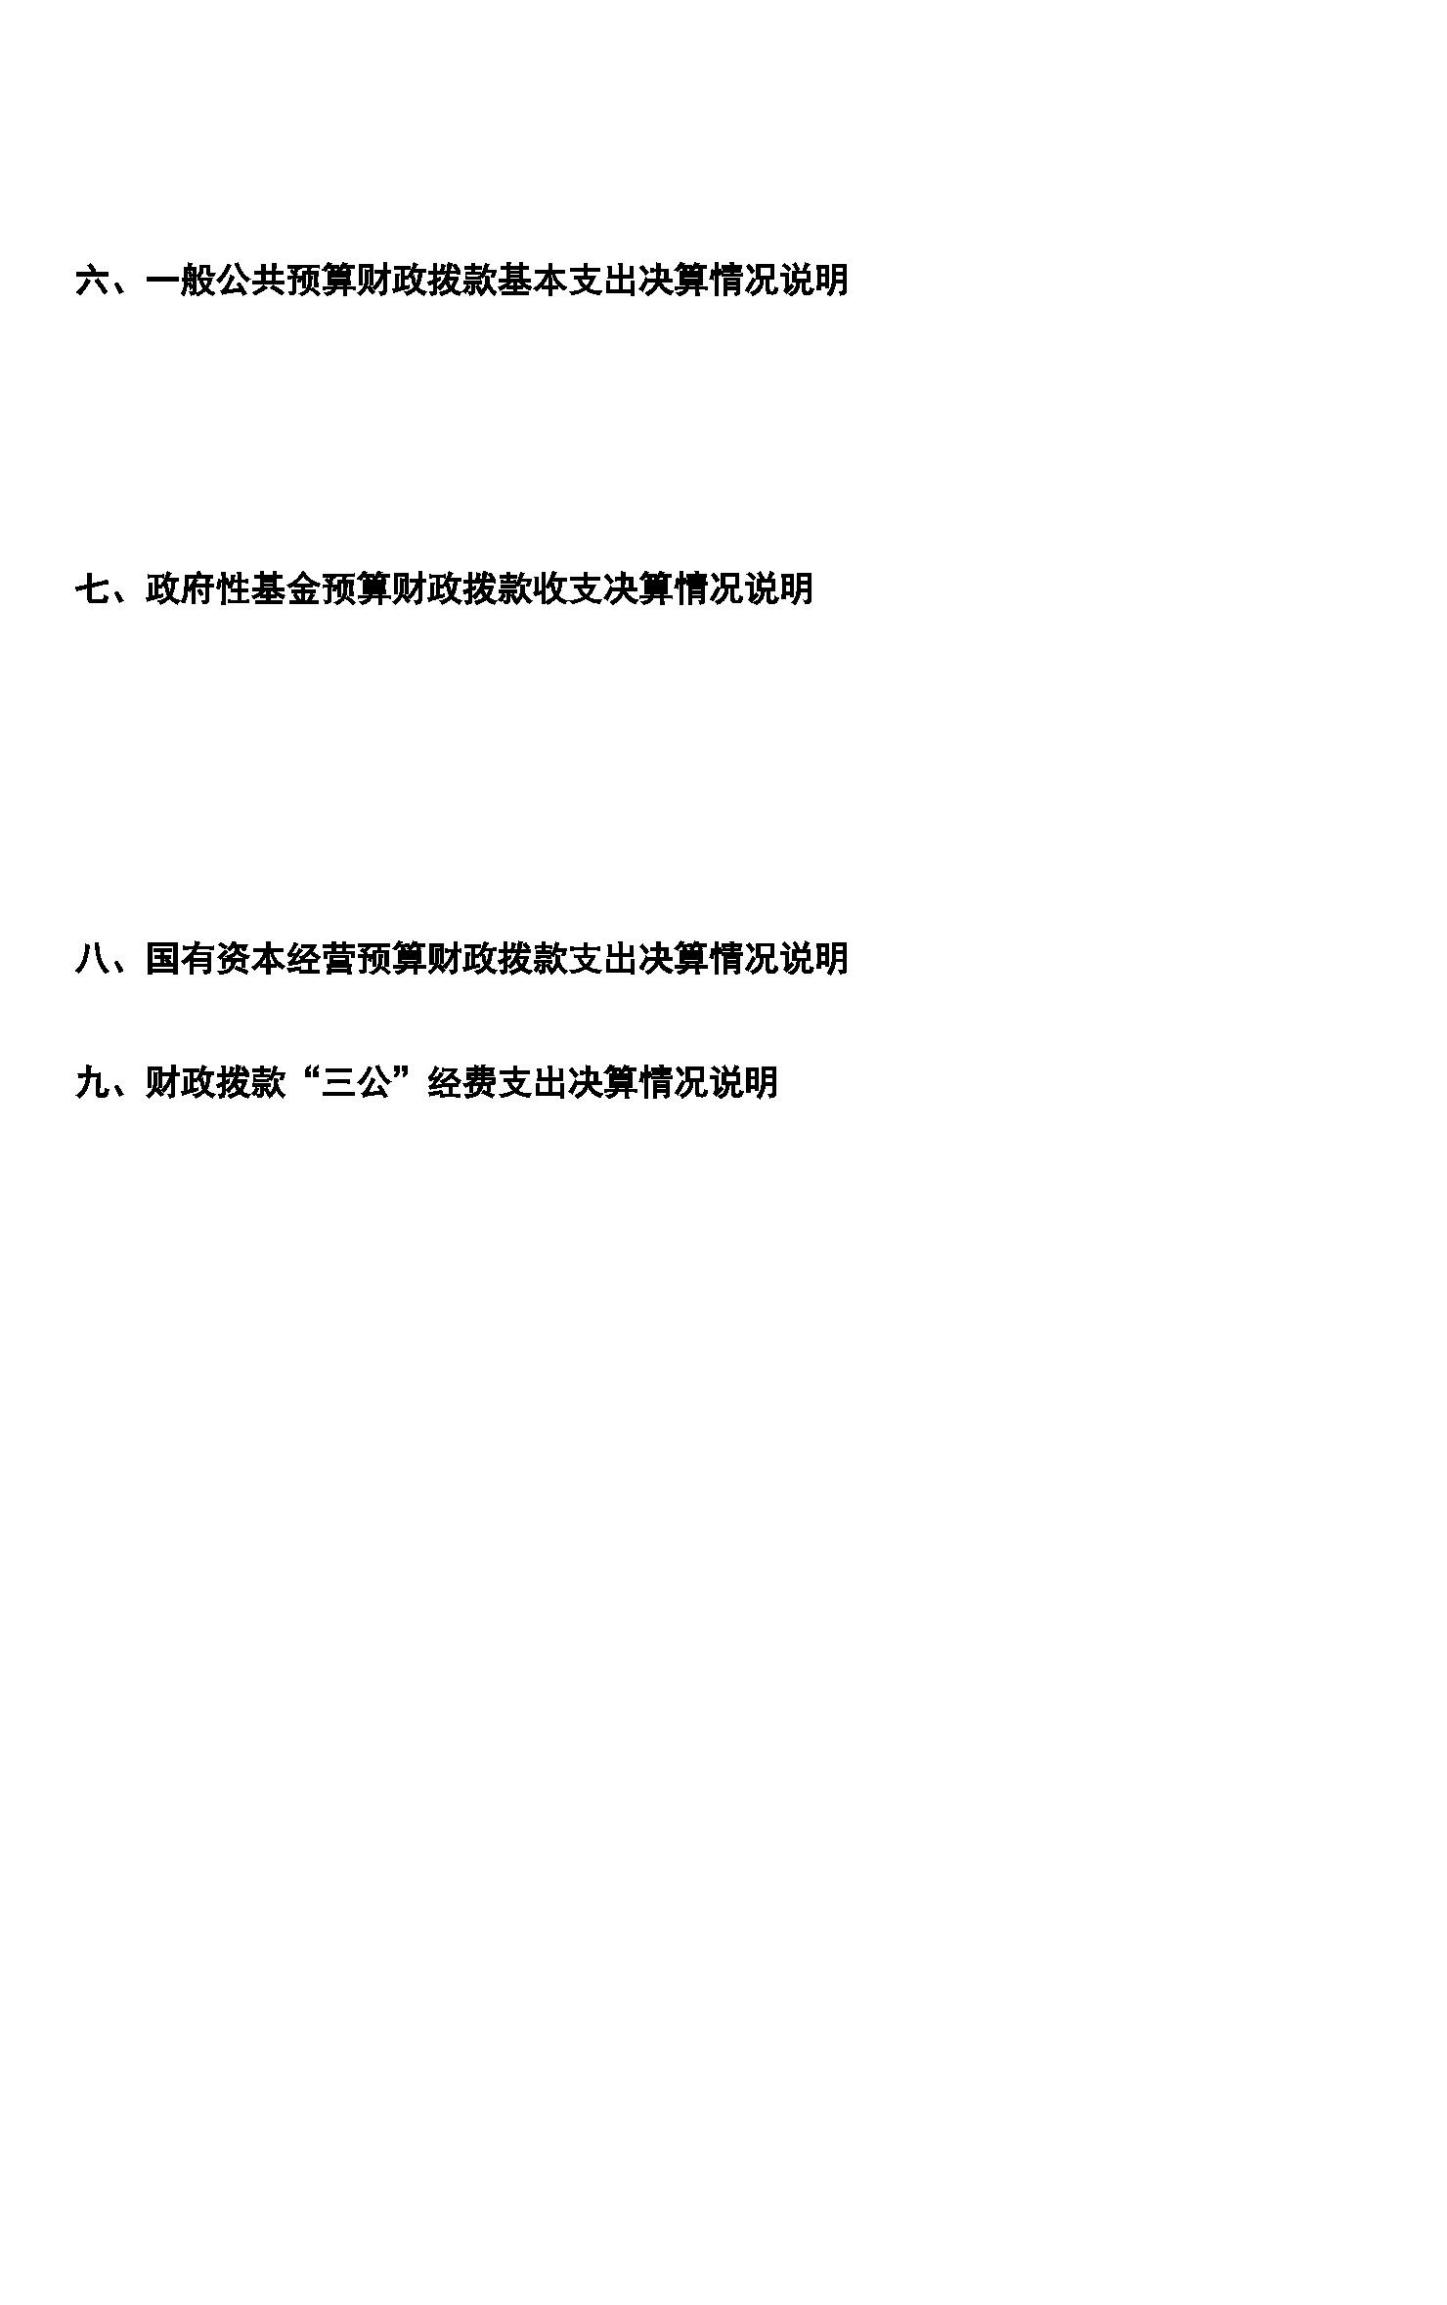 六、一般公共预算财政拨款基本支出决算情况说明
七、政府性基金预算财政拨款收支决算情况说明
八、国有资本经营预算财政拨款支出决算情况说明
九、财政拨款“三公”经费支出决算情况说明